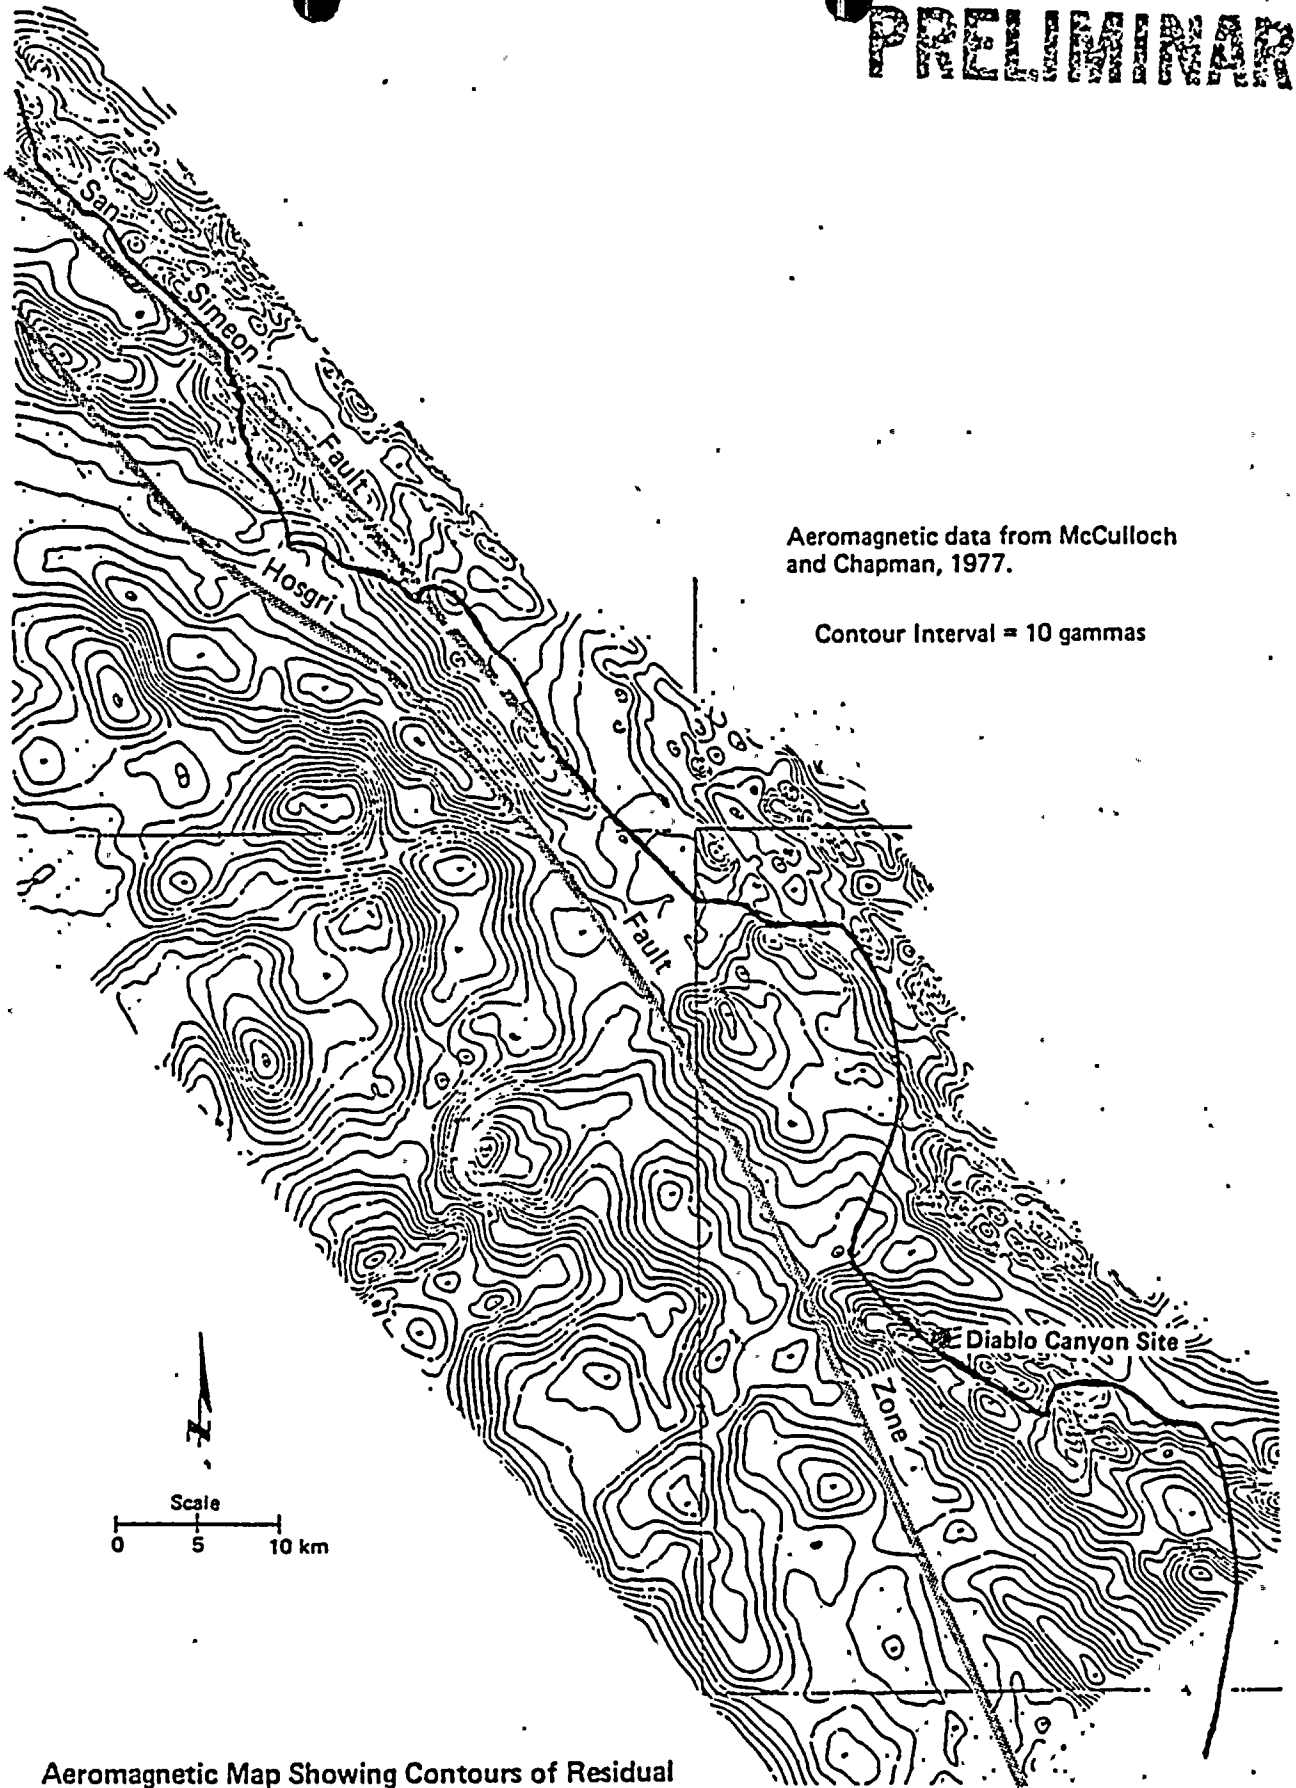 PRELIMINAR
San
Simeon
Fault
Aeromagnetic data from McCulloch
and Chapman, 1977.
Hosgri
Contour Interval = 10 gammas
Fault
Diablo Canyon Site
Zone
N
Scale
0 5 10 km
Aeromagnetic Map Showing Contours of Residual